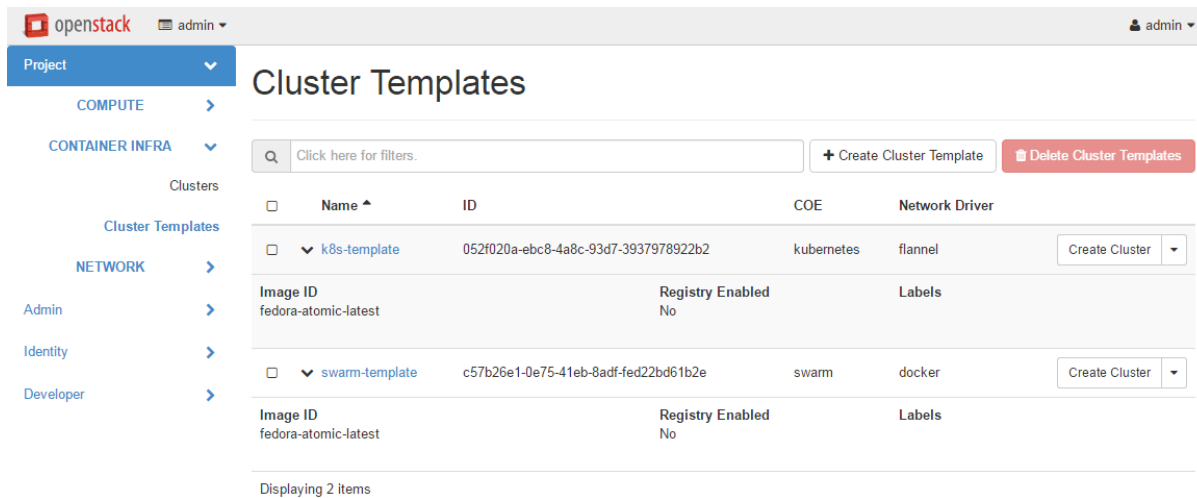 openstack admin admin
Project
COMPUTE
CONTAINER INFRA
Clusters
Cluster Templates
NETWORK
Admin
Identity
Developer
Cluster Templates
Click here for filters. + Create Cluster Template Delete Cluster Templates
Name ID COE Network Driver
k8s-template 052f020a-ebc8-4a8c-93d7-3937978922b2 kubernetes flannel Create Cluster
Image ID Registry Enabled Labels
fedora-atomic-latest No
swarm-template c57b26e1-0e75-41eb-8adf-fed22bd61b2e swarm docker Create Cluster
Image ID Registry Enabled Labels
fedora-atomic-latest No
Displaying 2 items